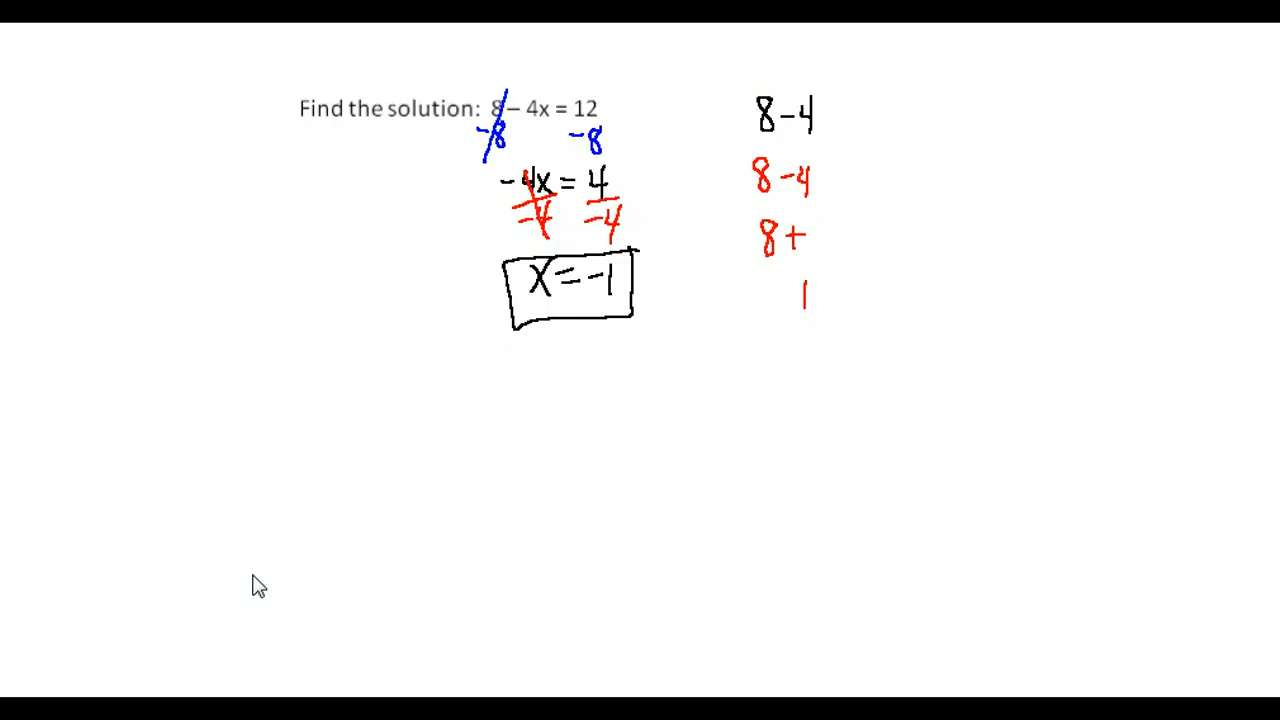 Find the solution: 8 – 4x = 12
-8 -8
-4x = 4
-4 -4
x = -1
8 - 4
8 - 4
8 +
1